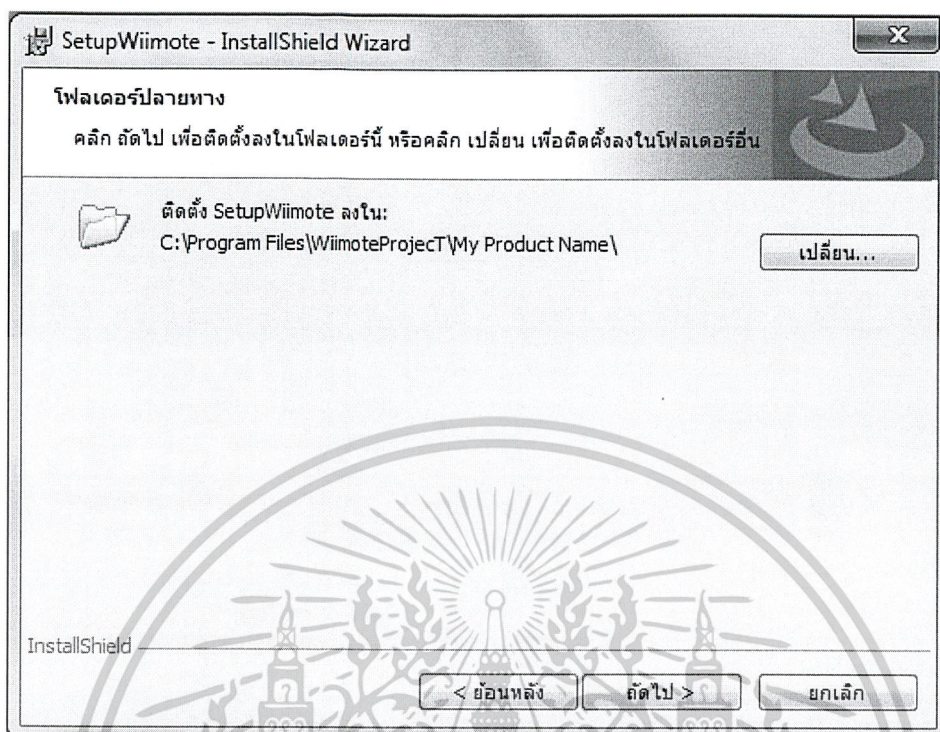 SetupWiimote - InstallShield Wizard
โฟลเดอร์ปลายทาง
คลิก ถัดไป เพื่อติดตั้งลงในโฟลเดอร์นี้ หรือคลิก เปลี่ยน เพื่อติดตั้งลงในโฟลเดอร์อื่น
ติดตั้ง SetupWiimote ลงใน:
C:\Program Files\WiimoteProjecT\My Product Name\
เปลี่ยน...
InstallShield
< ย้อนหลัง
ถัดไป >
ยกเลิก